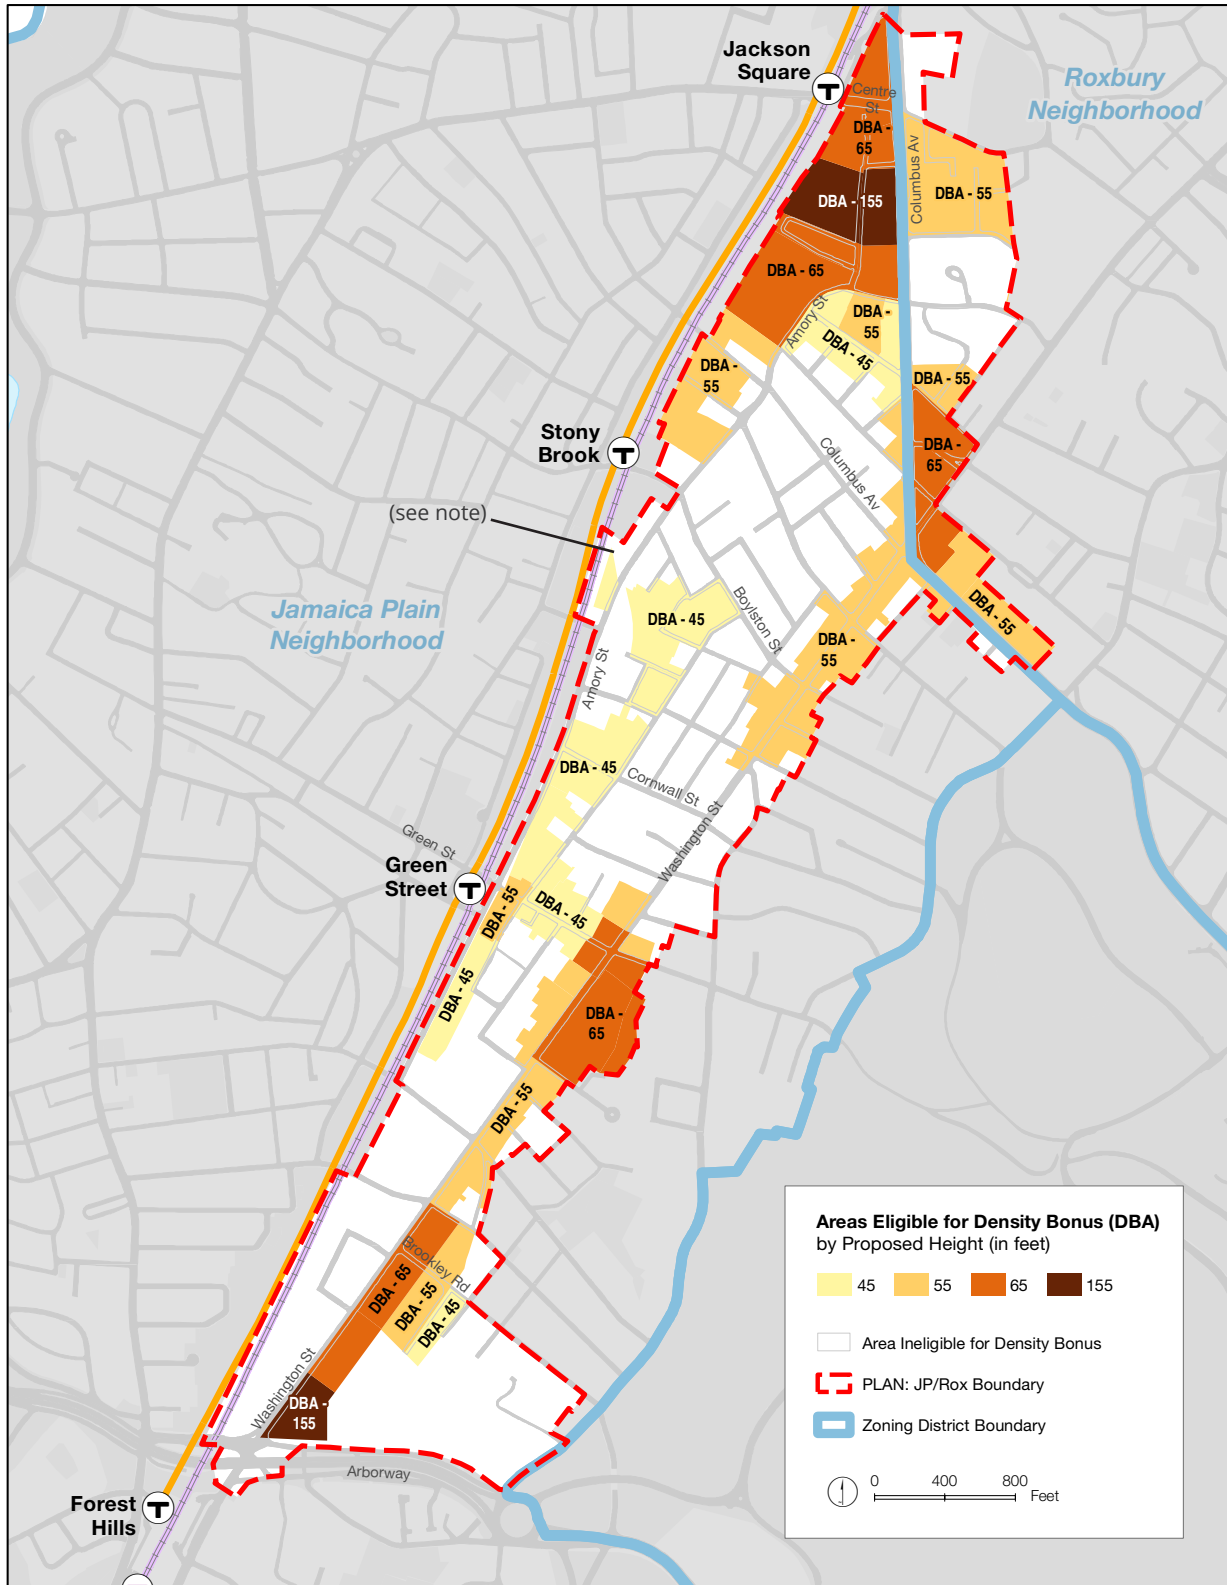 Jackson
Square
Centre
St
Roxbury
Neighborhood
DBA -
65
Columbus Av
DBA - 155
DBA - 55
DBA - 65
Amory St
DBA -
55
DBA - 45
DBA -
55
DBA - 55
Stony
Brook
Columbus Av
DBA -
65
(see note)
Jamaica Plain
Neighborhood
DBA - 45
Boylston St
DBA - 55
DBA -
55
Amory St
DBA - 45
Cornwall St
Washington St
Green St
Green
Street
DBA - 55
DBA - 45
DBA - 45
DBA -
65
DBA - 55
Brookley Rd
DBA - 65
DBA - 55
DBA - 45
Washington St
DBA -
155
Arborway
Forest
Hills
T
T
T
T
Areas Eligible for Density Bonus (DBA)
by Proposed Height (in feet)
45 55 65 155
Area Ineligible for Density Bonus
PLAN: JP/Rox Boundary
Zoning District Boundary
0 400 800
Feet